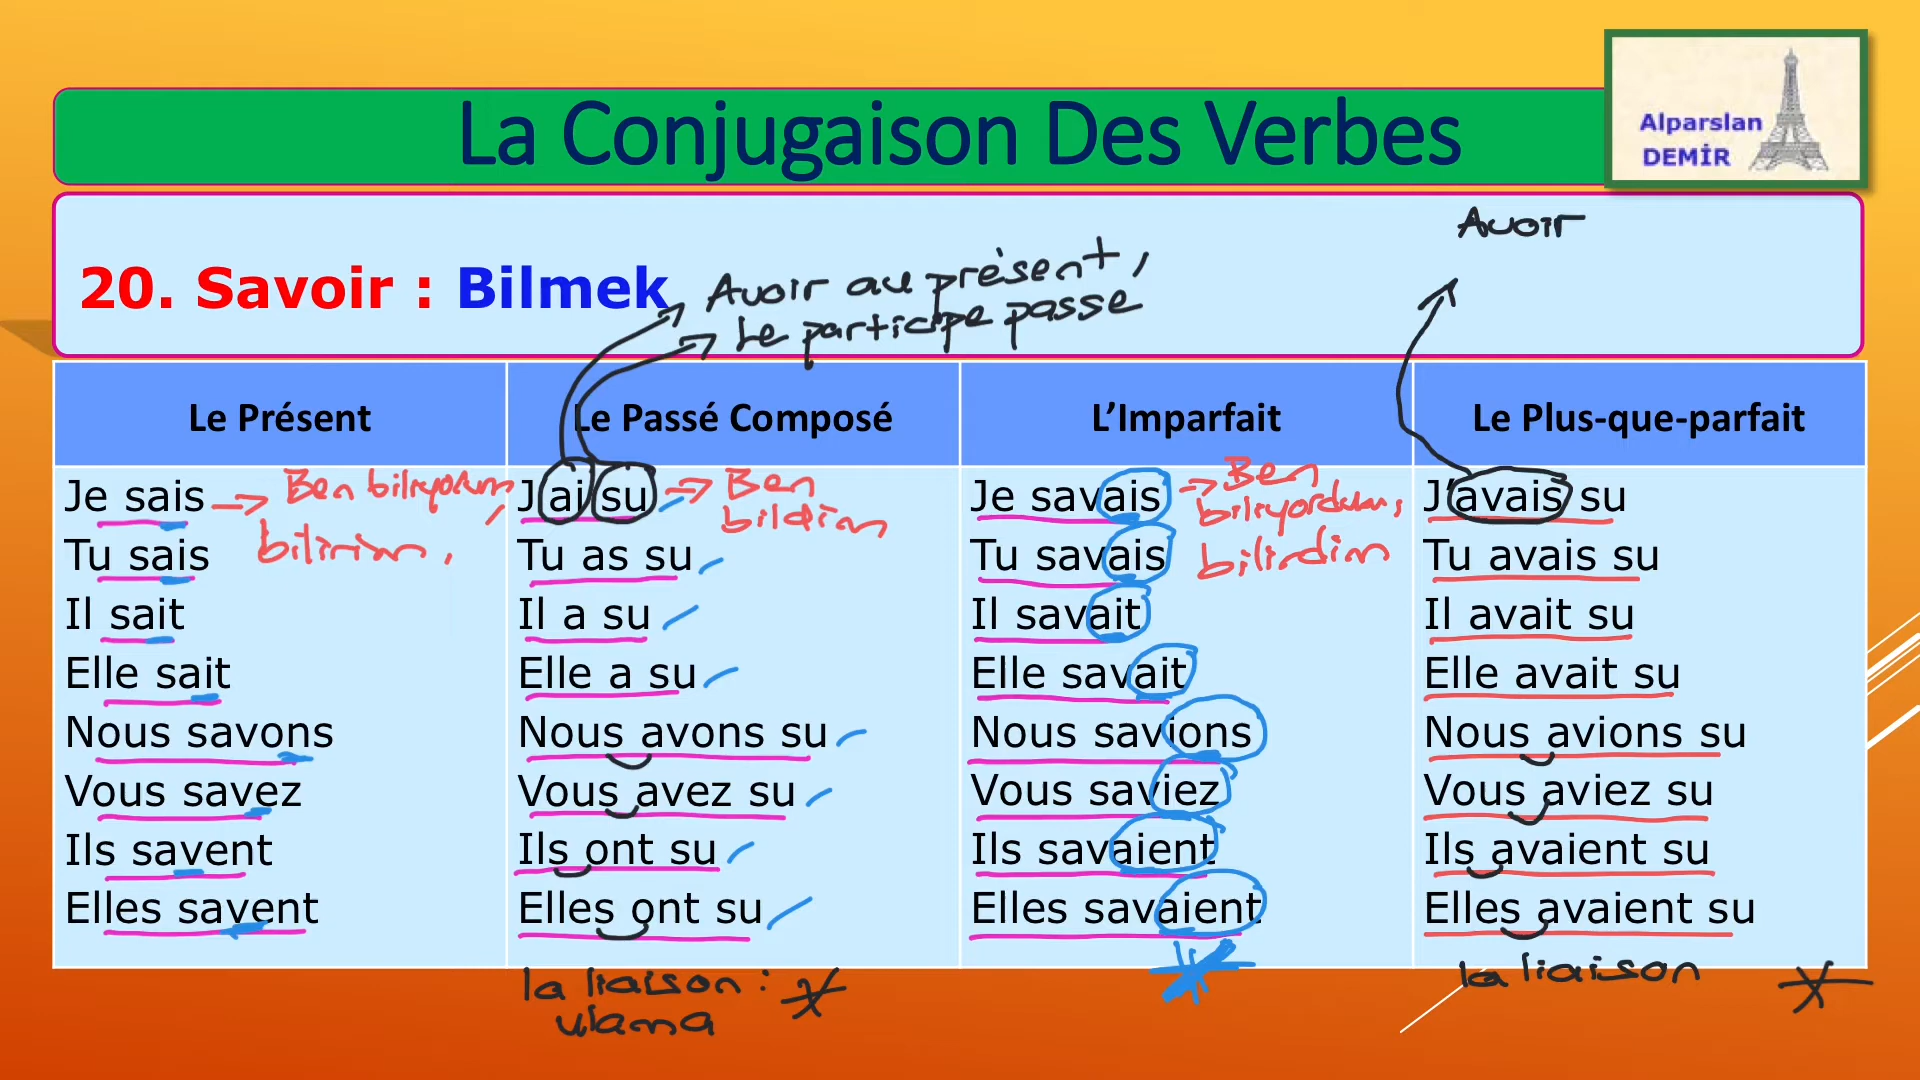 La Conjugaison Des Verbes
Alparslan
DEMİR
Avoir
20. Savoir : Bilmek
Avoir au présent,
Le participe passe
Le Présent
Le Passé Composé
L’Imparfait
Le Plus-que-parfait
Je sais
Ben biliyorum,
bilirim,
Tu sais
Il sait
Elle sait
Nous savons
Vous savez
Ils savent
Elles savent
J'ai su
Ben
bildim
Tu as su
Il a su
Elle a su
Nous avons su
Vous avez su
Ils ont su
Elles ont su
la liaison :
ulama
Je savais
Ben
biliyordum,
bilirdim
Tu savais
Il savait
Elle savait
Nous savions
Vous saviez
Ils savaient
Elles savaient
J’avais su
Tu avais su
Il avait su
Elle avait su
Nous avions su
Vous aviez su
Ils avaient su
Elles avaient su
la liaison